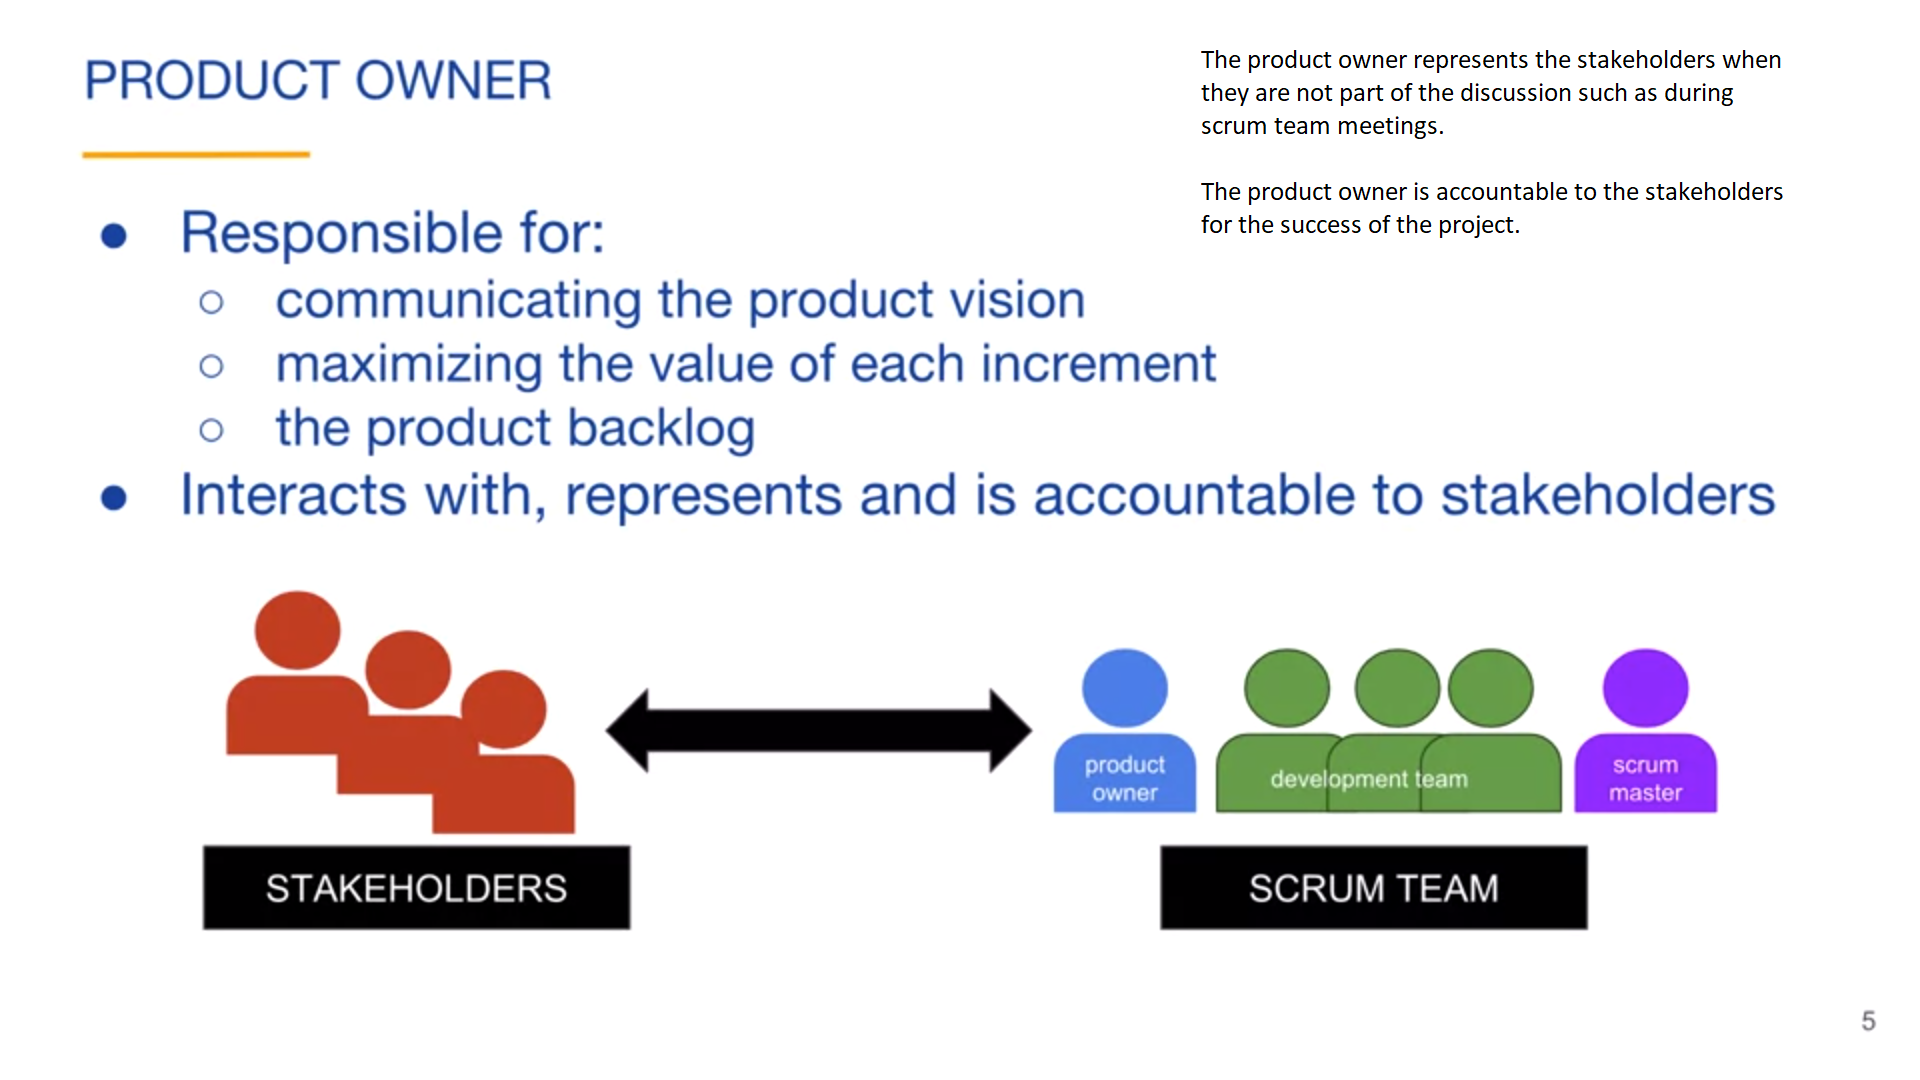 PRODUCT OWNER
The product owner represents the stakeholders when
they are not part of the discussion such as during
scrum team meetings.
The product owner is accountable to the stakeholders
for the success of the project.
● Responsible for:
○ communicating the product vision
○ maximizing the value of each increment
○ the product backlog
● Interacts with, represents and is accountable to stakeholders
product
owner
development team
scrum
master
STAKEHOLDERS
SCRUM TEAM
5